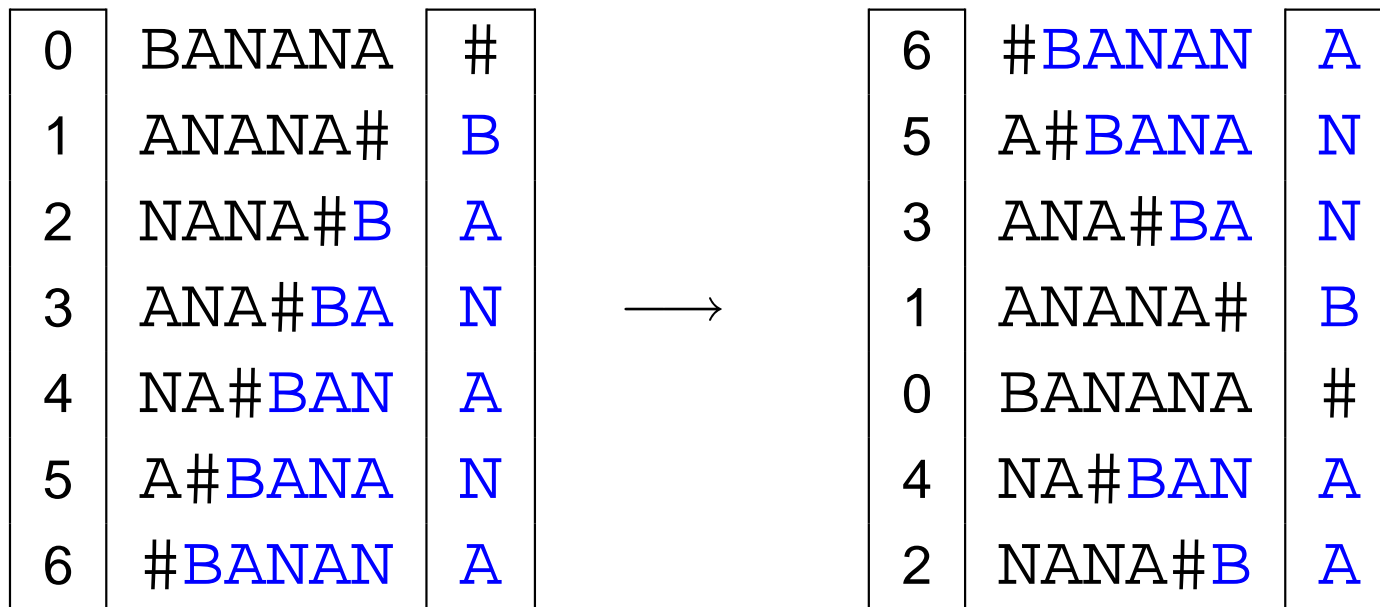 0 BANANA # 6 #BANAN A
1 ANANA# B 5 A#BANA N
2 NANA#B A 3 ANA#BA N
3 ANA#BA N 1 ANANA# B
4 NA#BAN A 0 BANANA #
5 A#BANA N 4 NA#BAN A
6 #BANAN A 2 NANA#B A